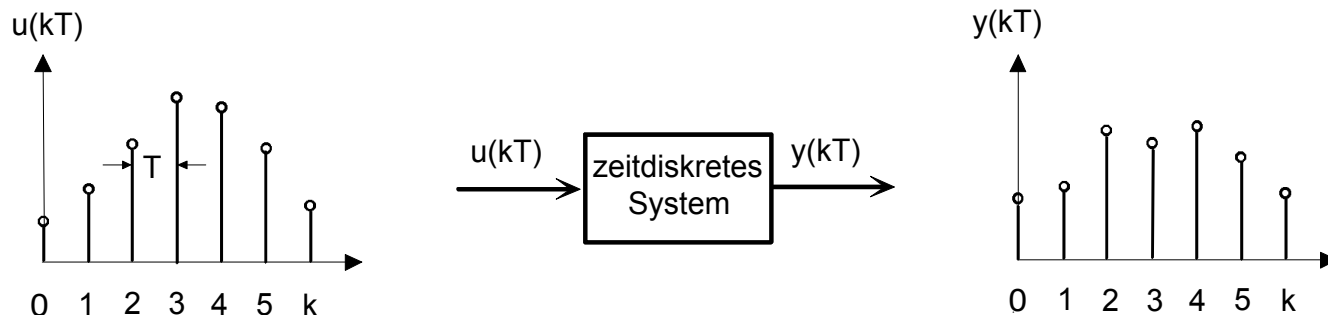 u(kT)
T
0 1 2 3 4 5 k
u(kT)
zeitdiskretes
System
y(kT)
y(kT)
0 1 2 3 4 5 k